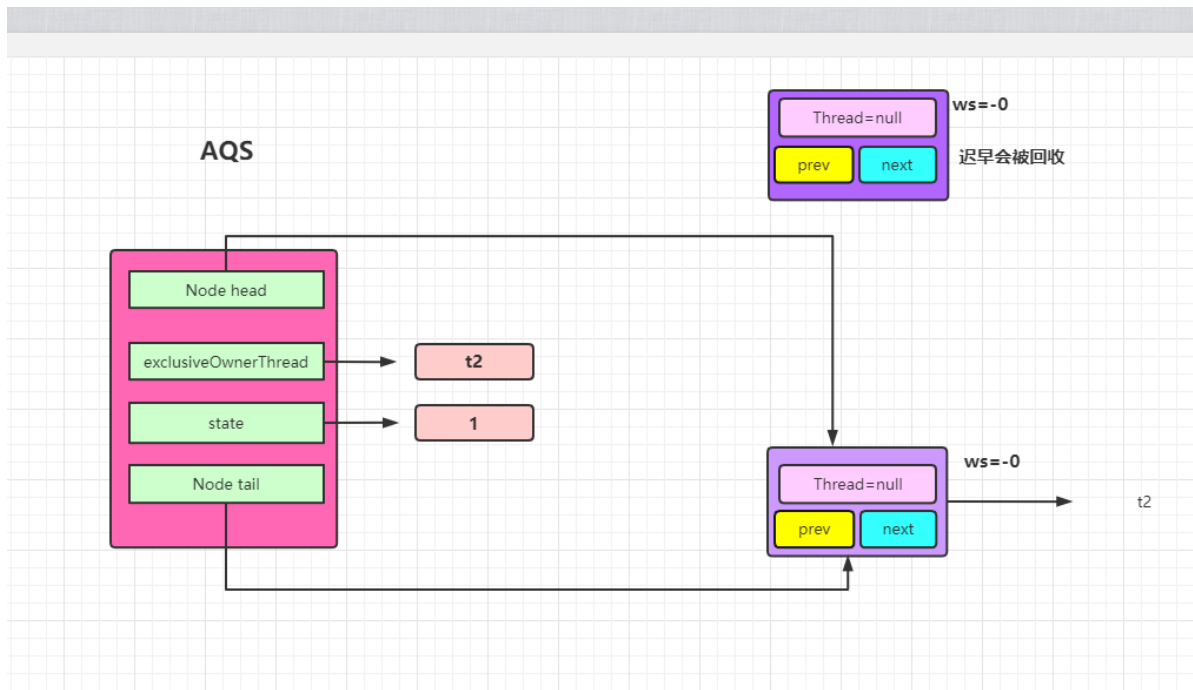 ws=-0
Thread=null
AQS
prev
next
迟早会被回收
Node head
exclusiveOwnerThread
t2
state
1
Node tail
ws=-0
Thread=null
t2
prev
next